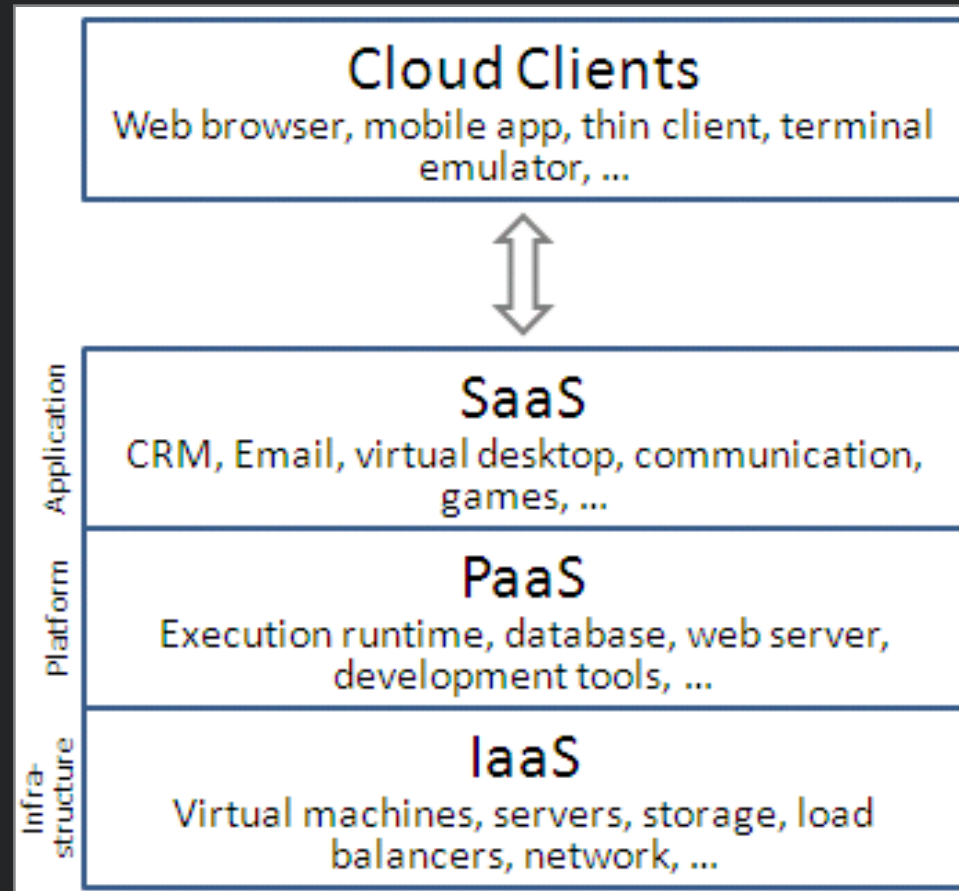 Cloud Clients
Web browser, mobile app, thin client, terminal
emulator, ...
Application
SaaS
CRM, Email, virtual desktop, communication,
games, ...
Platform
PaaS
Execution runtime, database, web server,
development tools, ...
Infra-
structure
IaaS
Virtual machines, servers, storage, load
balancers, network, ...